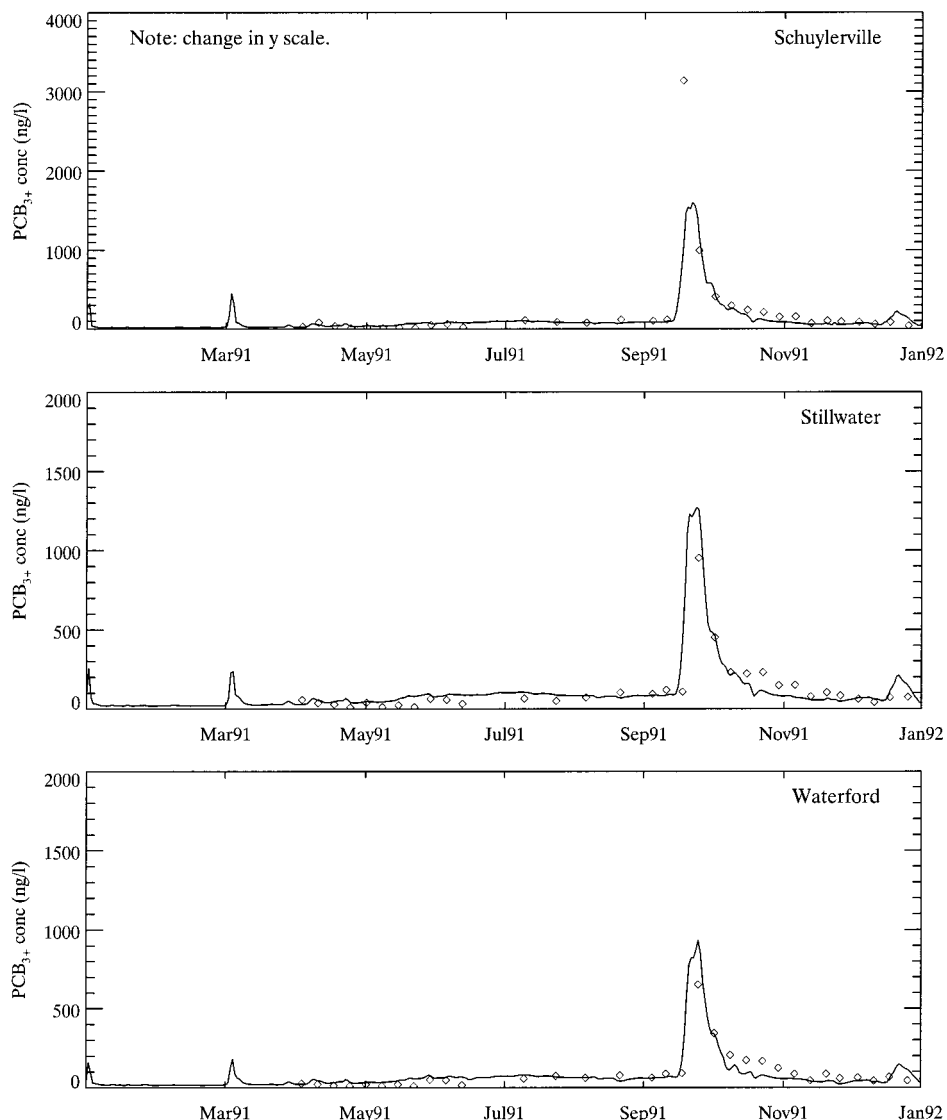 4000
Note: change in y scale.
Schuylerville
3000
2000
1000
0
PCB3+ conc (ng/l)
Mar91 May91 Jul91 Sep91 Nov91 Jan92
2000
Stillwater
1500
1000
500
0
PCB3+ conc (ng/l)
Mar91 May91 Jul91 Sep91 Nov91 Jan92
2000
Waterford
1500
1000
500
0
PCB3+ conc (ng/l)
Mar91 May91 Jul91 Sep91 Nov91 Jan92